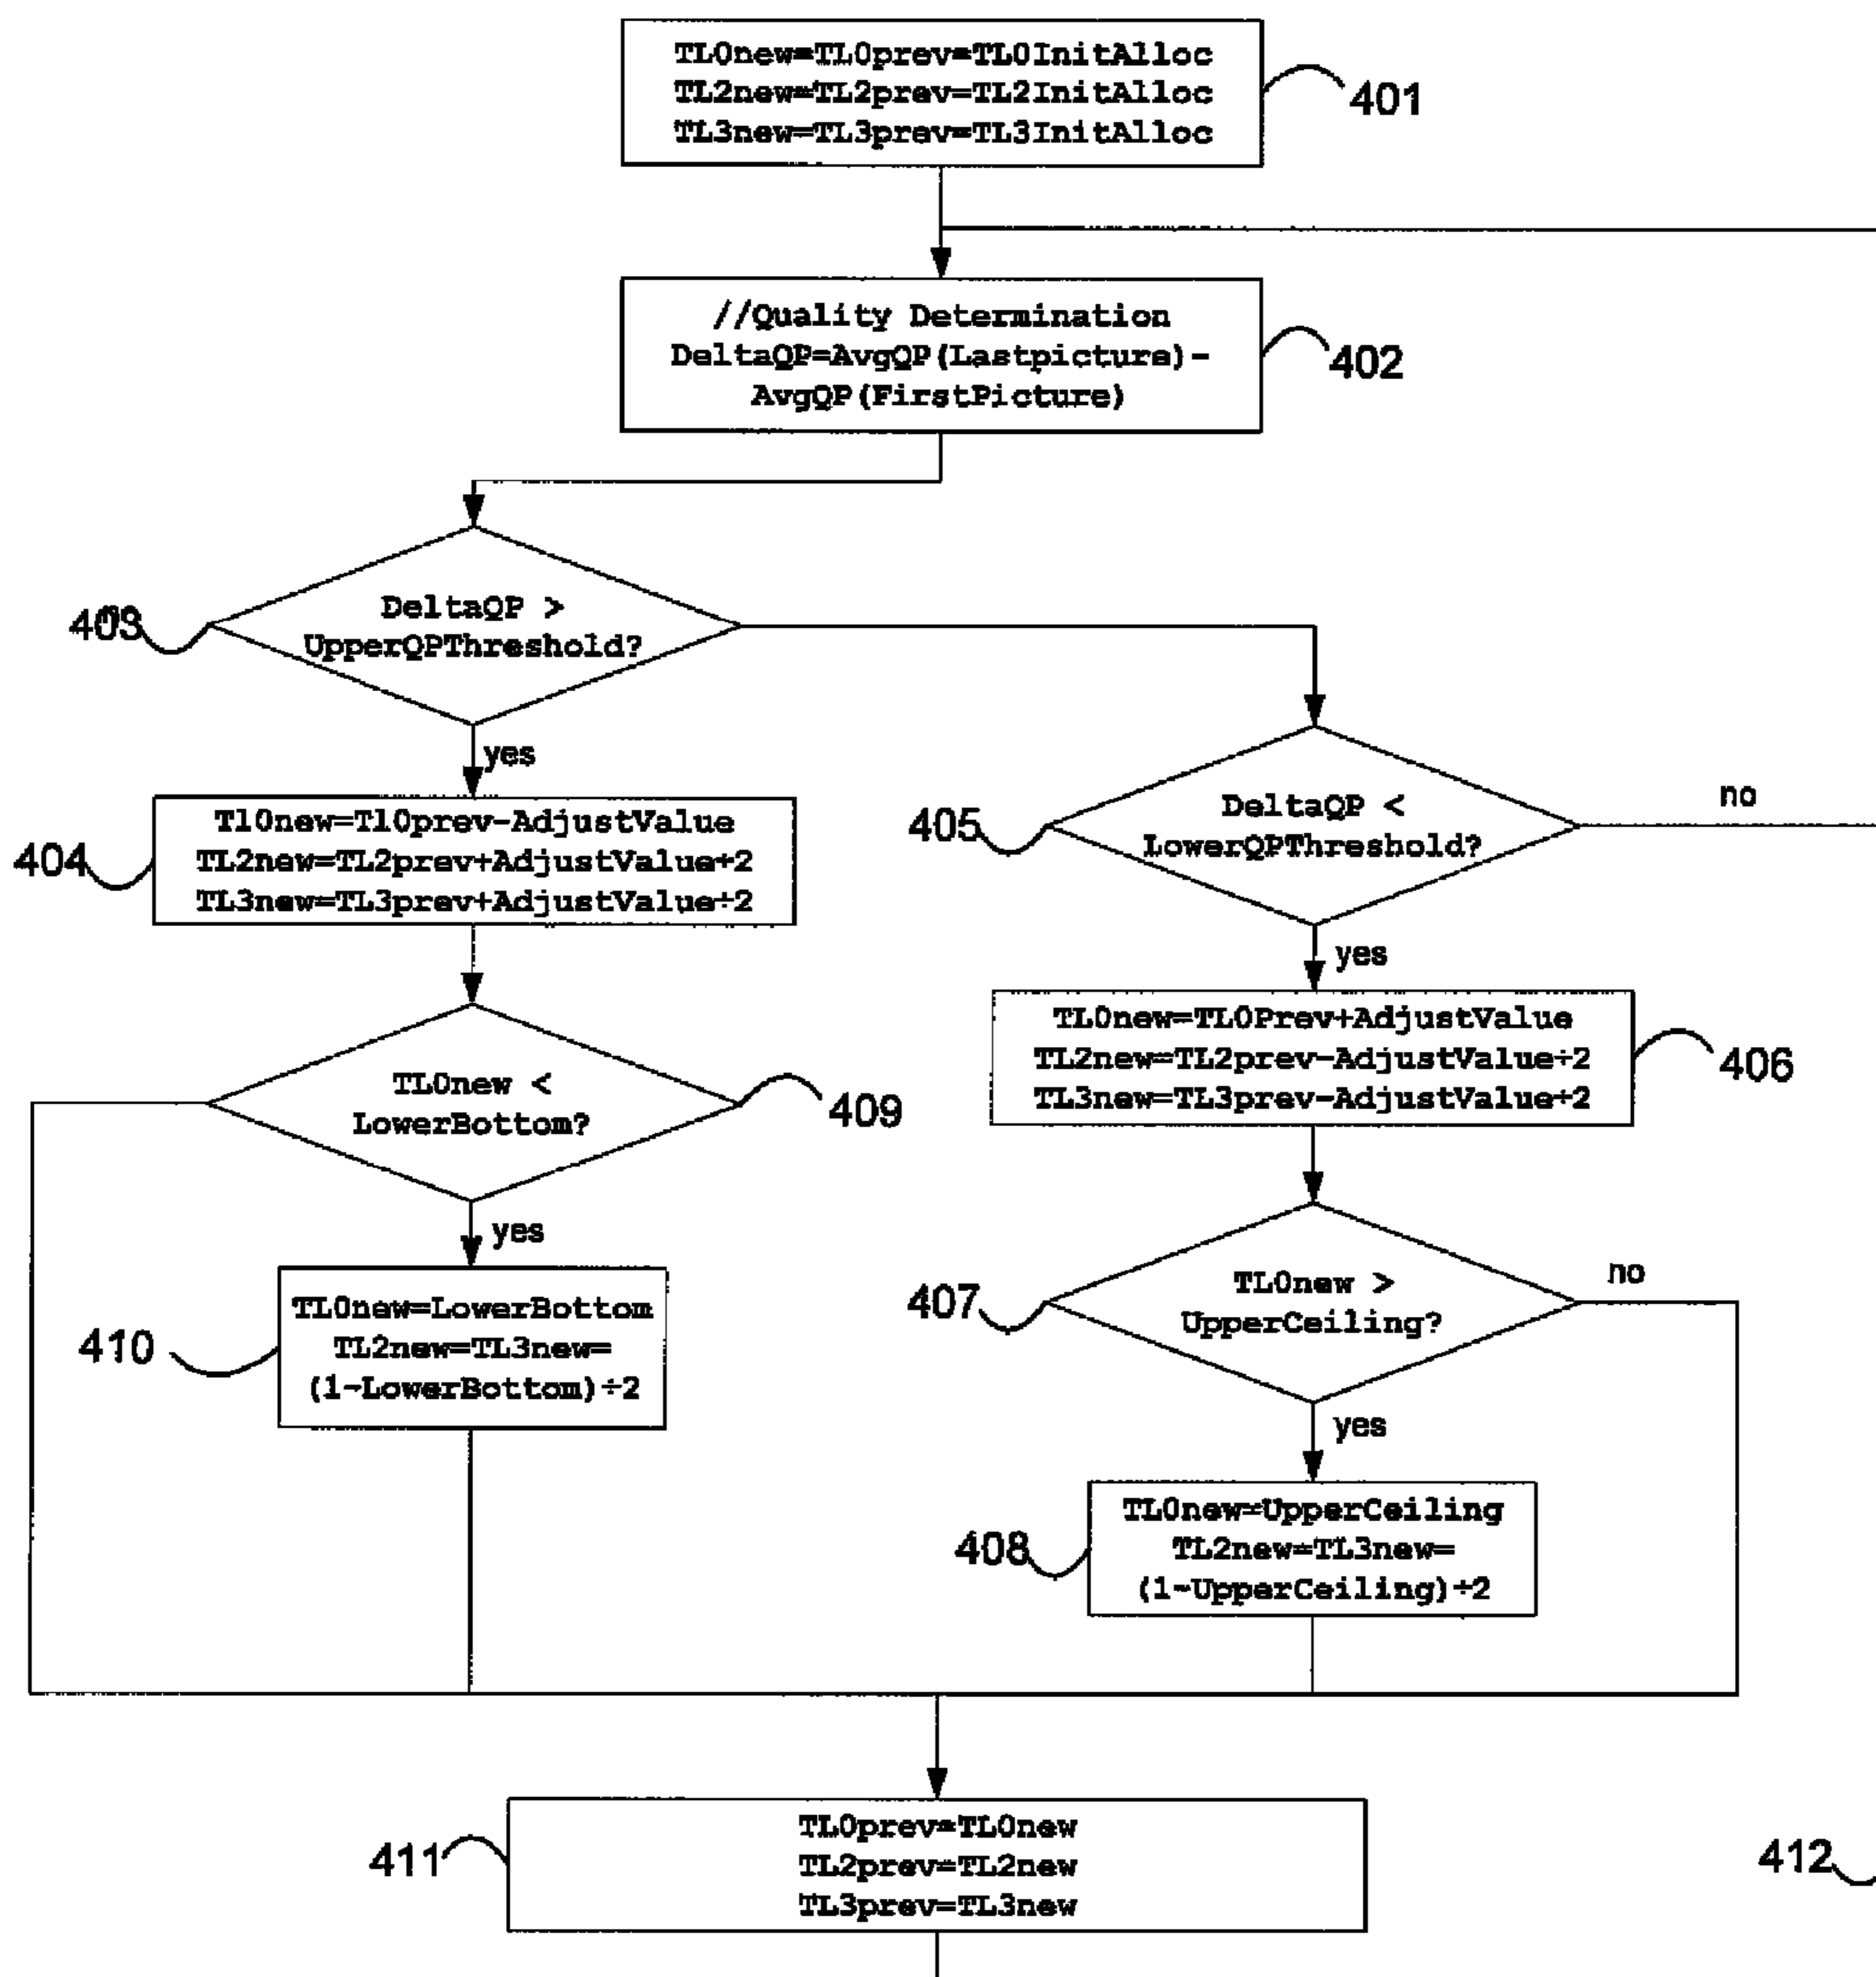 TL0new=TL0prev=TL0InitAlloc
TL2new=TL2prev=TL2InitAlloc
TL3new=TL3prev=TL3InitAlloc
401
//Quality Determination
DeltaQP=AvgQP(Lastpicture)-
AvgQP(FirstPicture)
402
403
DeltaQP >
UpperQPThreshold?
yes
404
Tl0new=Tl0prev-AdjustValue
TL2new=TL2prev+AdjustValue÷2
TL3new=TL3prev+AdjustValue÷2
405
DeltaQP <
LowerQPThreshold?
no
yes
TL0new=TL0Prev+AdjustValue
TL2new=TL2prev-AdjustValue÷2
TL3new=TL3prev-AdjustValue÷2
406
TL0new <
LowerBottom?
409
yes
410
TL0new=LowerBottom
TL2new=TL3new=
(1-LowerBottom)÷2
407
TL0new >
UpperCeiling?
no
yes
408
TL0new=UpperCeiling
TL2new=TL3new=
(1-UpperCeiling)÷2
411
TL0prev=TL0new
TL2prev=TL2new
TL3prev=TL3new
412